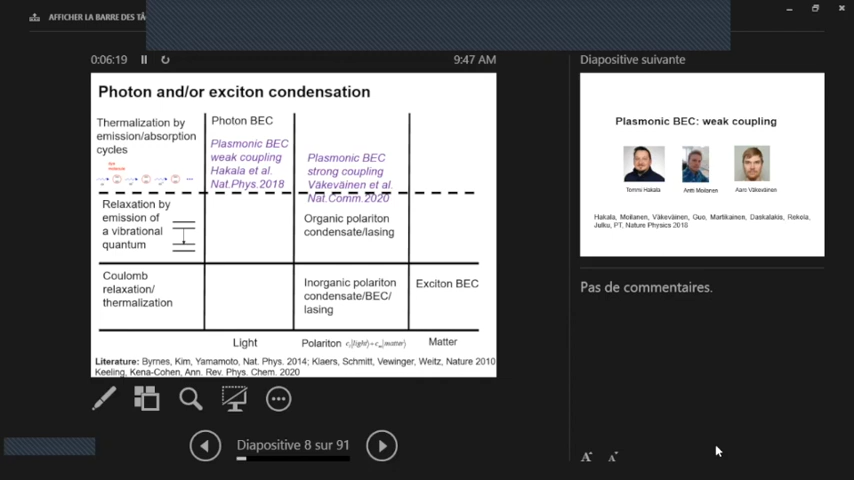 AFFICHER LA BARRE DES TÂ
0:06:19
9:47 AM
Diapositive suivante
Photon and/or exciton condensation
Thermalization by
emission/absorption
cycles
Photon BEC
Plasmonic BEC
weak coupling
Hakala et al.
Nat.Phys.2018
Plasmonic BEC
strong coupling
Väkeväinen et al.
Nat.Comm.2020
Relaxation by
emission of
a vibrational
quantum
Organic polariton
condensate/lasing
Coulomb
relaxation/
thermalization
Inorganic polariton
condensate/BEC/
lasing
Exciton BEC
Light
Polariton
Matter
Literature: Byrnes, Kim, Yamamoto, Nat. Phys. 2014; Klaers, Schmitt, Vewinger, Weitz, Nature 2010
Keeling, Kena-Cohen, Ann. Rev. Phys. Chem. 2020
Plasmonic BEC: weak coupling
Tommi Hakala
Antti Moilanen
Aaro Väkeväinen
Hakala, Moilanen, Väkeväinen, Guo, Martikainen, Daskalakis, Rekola,
Julku, PT, Nature Physics 2018
Pas de commentaires.
Diapositive 8 sur 91
A A